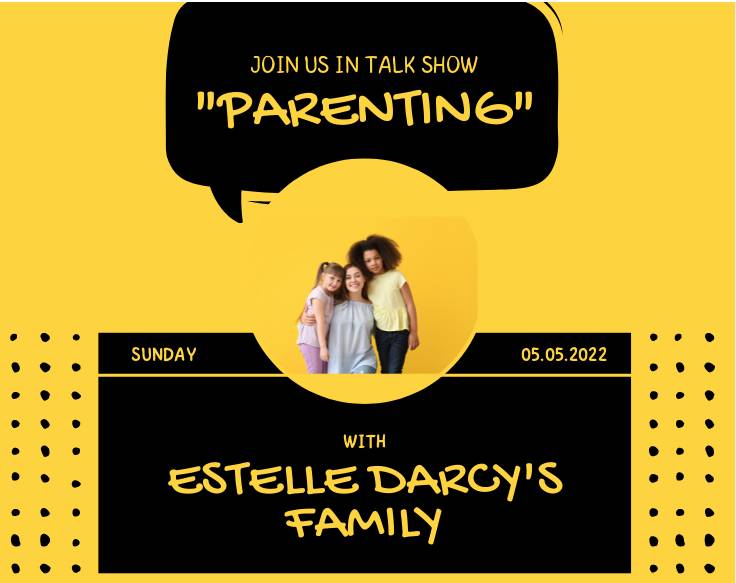 JOIN US IN TALK SHOW
"PARENTING"
SUNDAY
05.05.2022
WITH
ESTELLE DARCY'S
FAMILY